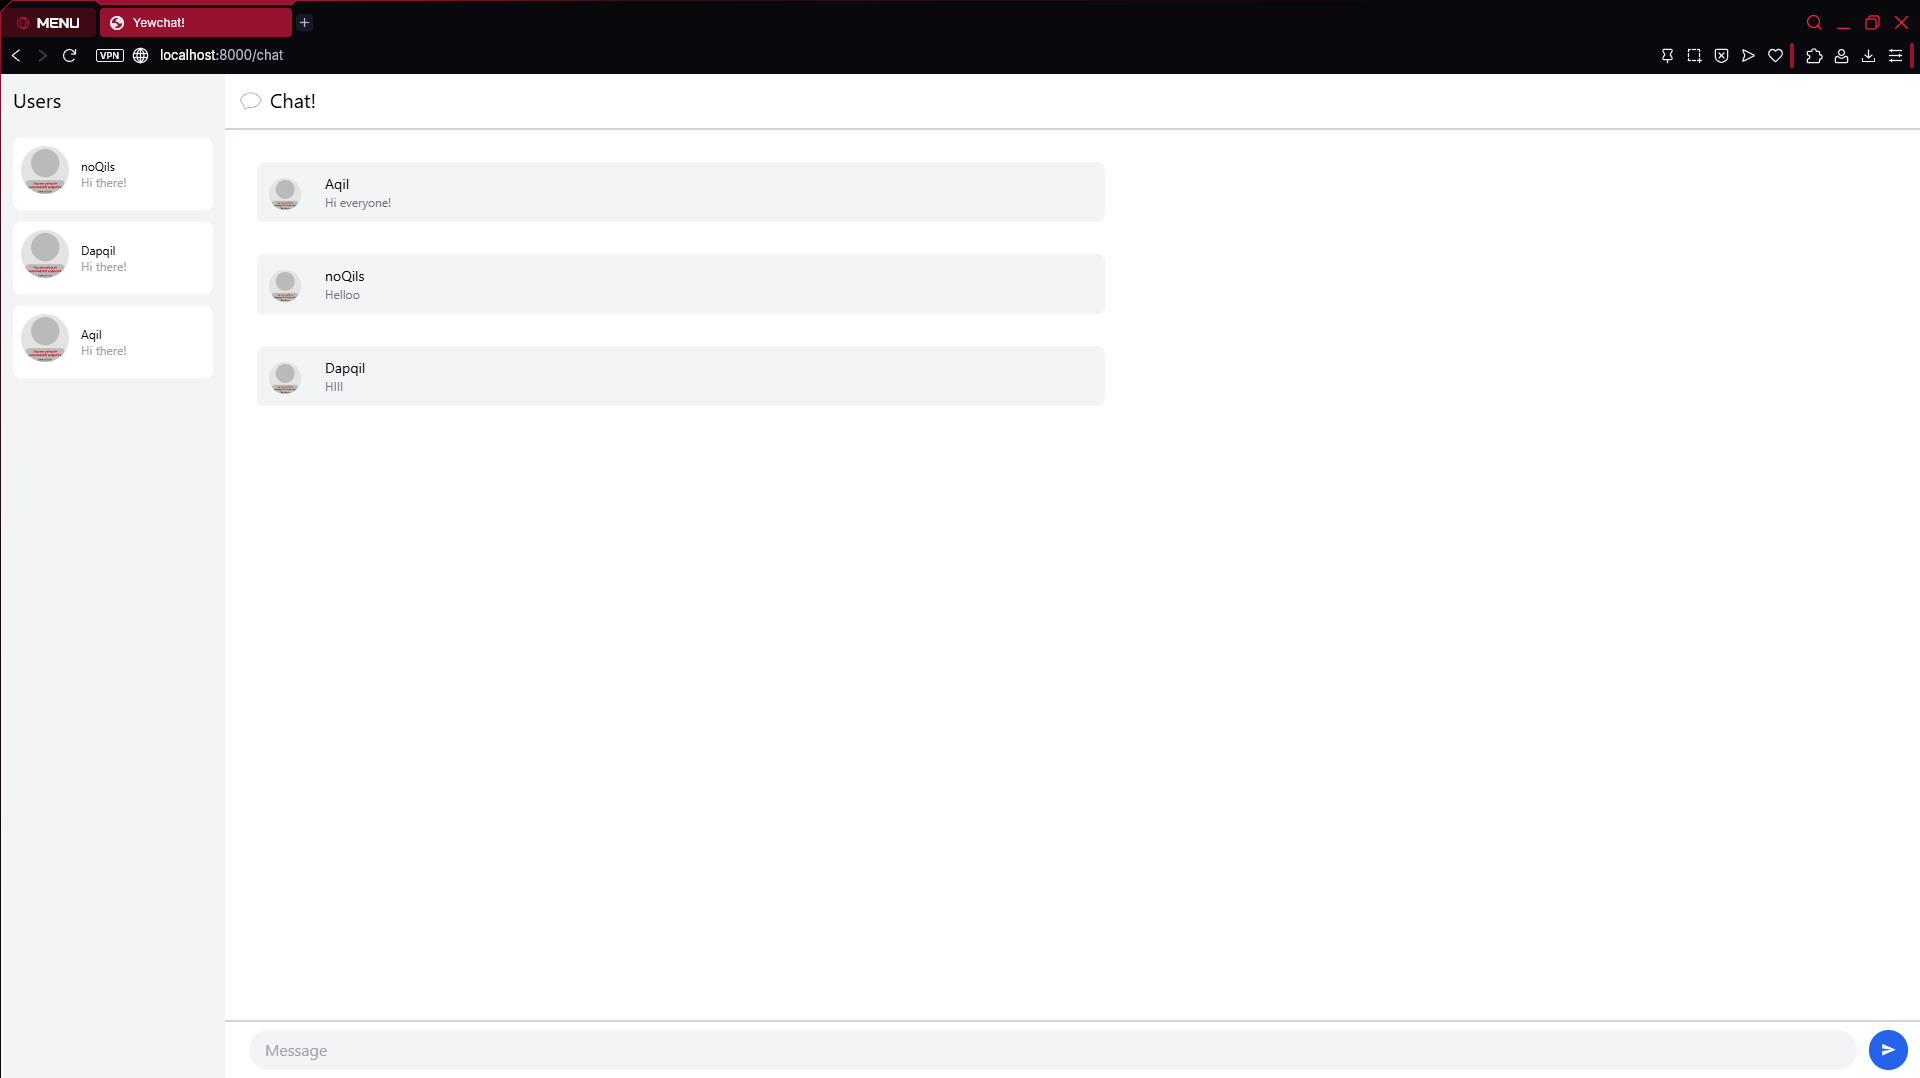 MENU
Yewchat!
VPN
localhost:8000/chat
Users
Chat!
noQils
Hi there!
Dapqil
Hi there!
Aqil
Hi there!
Aqil
Hi everyone!
noQils
Helloo
Dapqil
HIII
Message